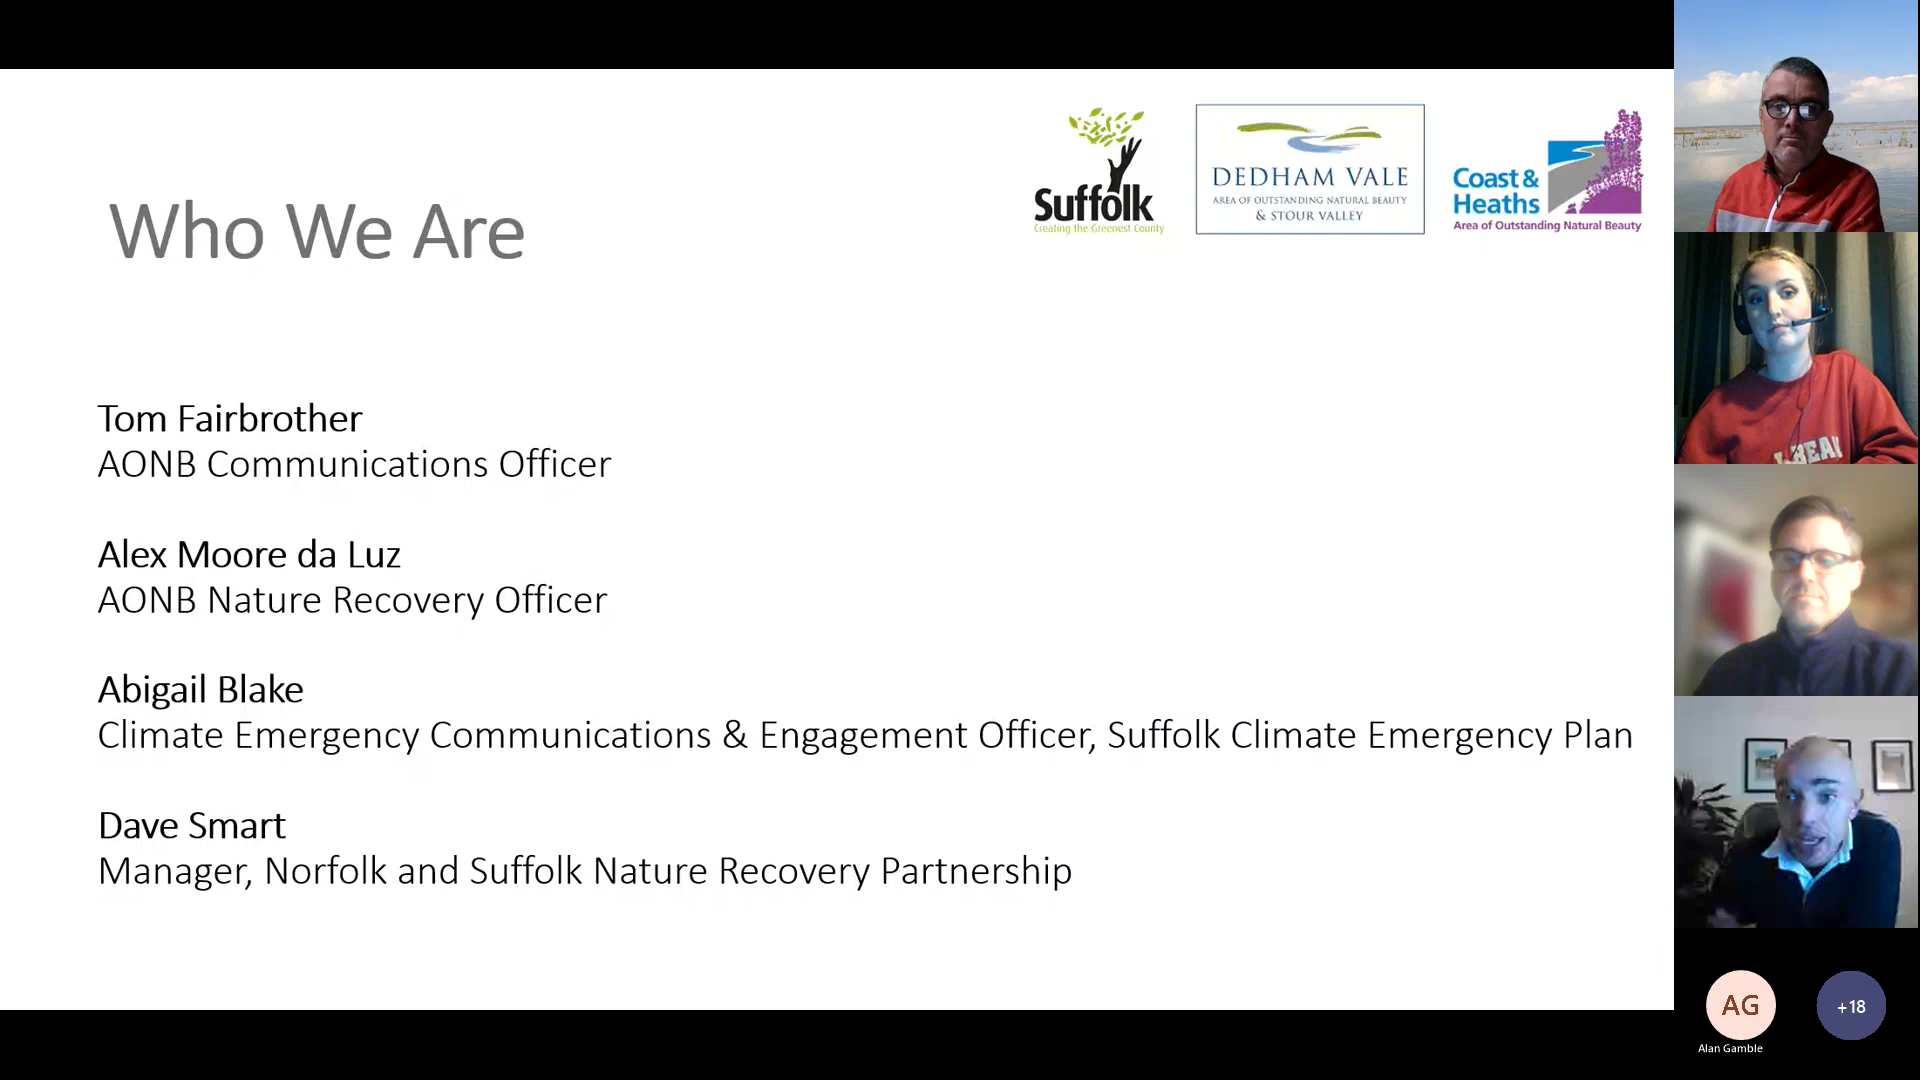 Suffolk
Creating the Greenest County
DEDHAM VALE
AREA OF OUTSTANDING NATURAL BEAUTY
& STOUR VALLEY
Coast &
Heaths
Area of Outstanding Natural Beauty
Who We Are
Tom Fairbrother
AONB Communications Officer
Alex Moore da Luz
AONB Nature Recovery Officer
Abigail Blake
Climate Emergency Communications & Engagement Officer, Suffolk Climate Emergency Plan
Dave Smart
Manager, Norfolk and Suffolk Nature Recovery Partnership
AG
+18
Alan Gamble